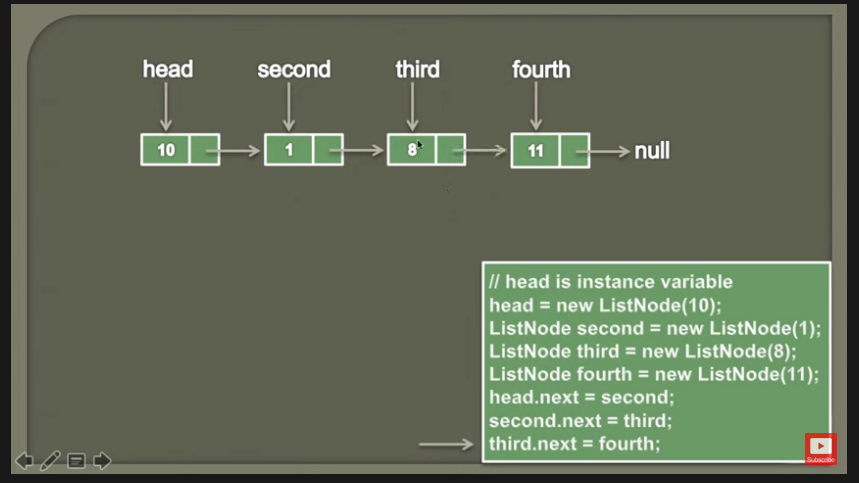 head second third fourth
10 1 8 11 null
// head is instance variable
head = new ListNode(10);
ListNode second = new ListNode(1);
ListNode third = new ListNode(8);
ListNode fourth = new ListNode(11);
head.next = second;
second.next = third;
third.next = fourth;
Subscribe